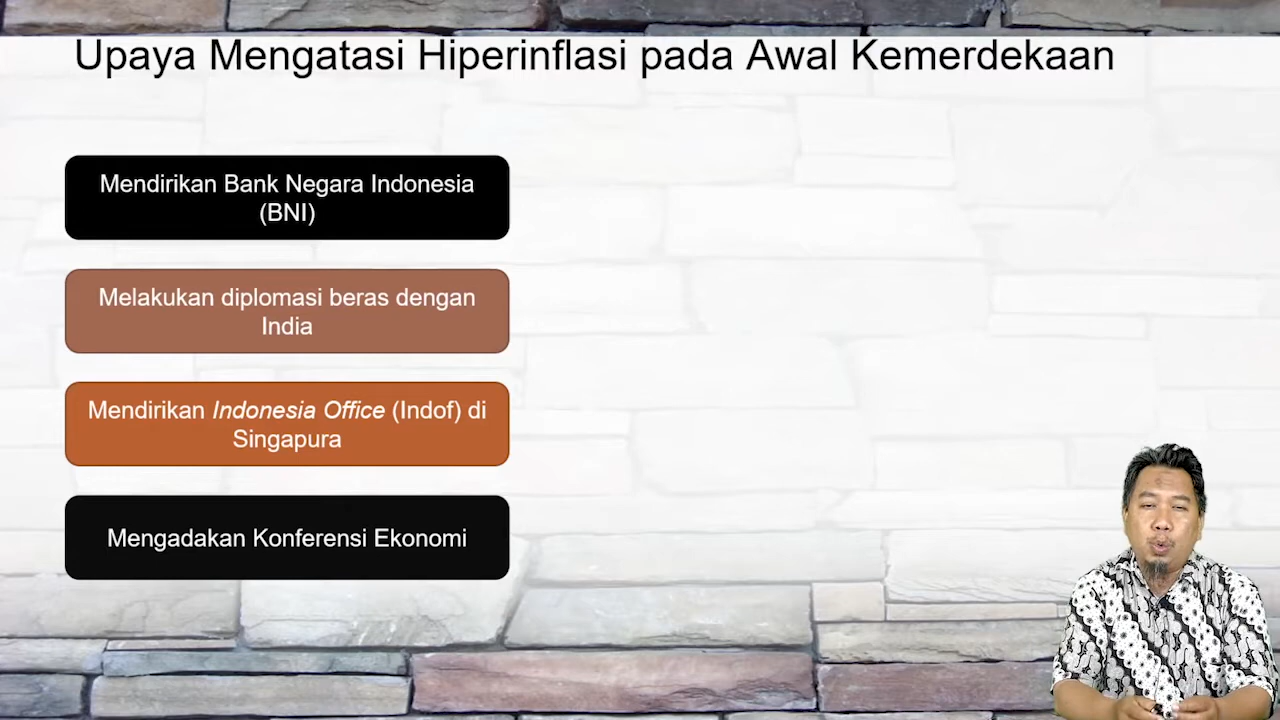 Upaya Mengatasi Hiperinflasi pada Awal Kemerdekaan
Mendirikan Bank Negara Indonesia
(BNI)
Melakukan diplomasi beras dengan
India
Mendirikan Indonesia Office (Indof) di
Singapura
Mengadakan Konferensi Ekonomi